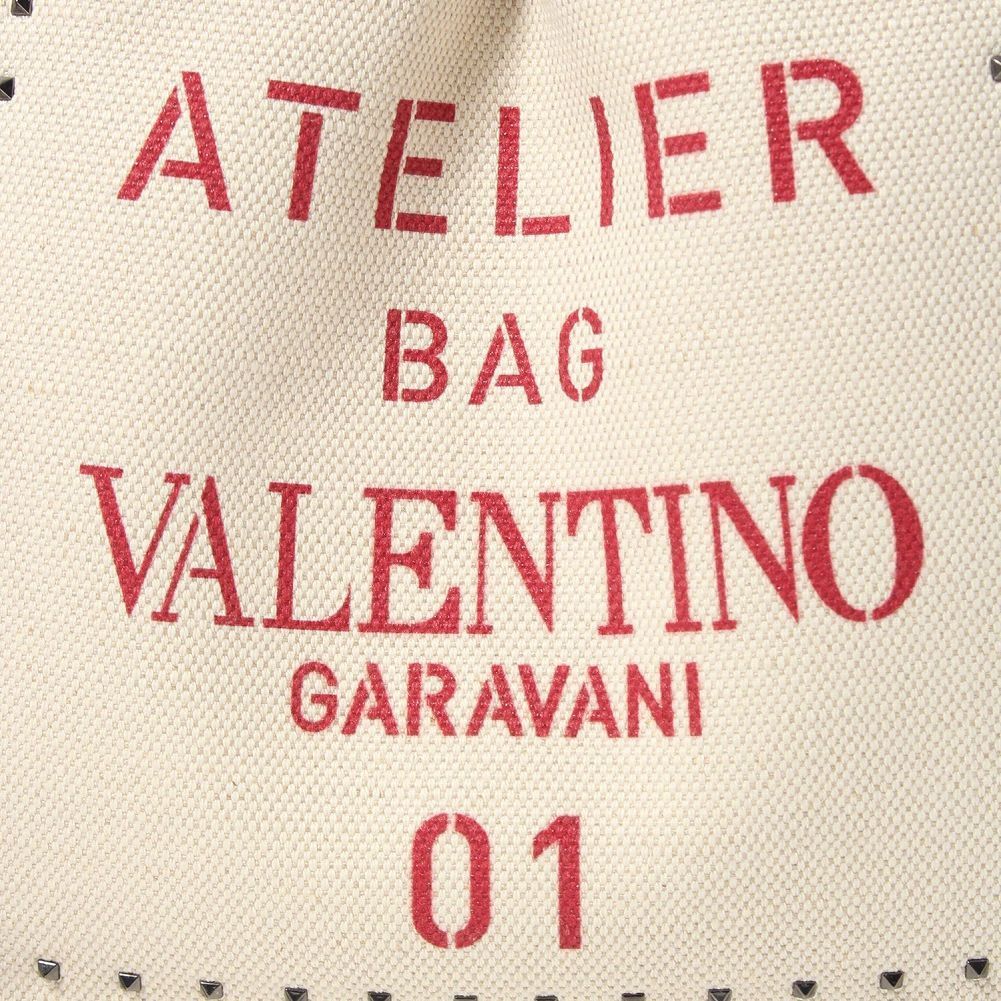 ATELIER
BAG
VALENTINO
GARAVANI
01